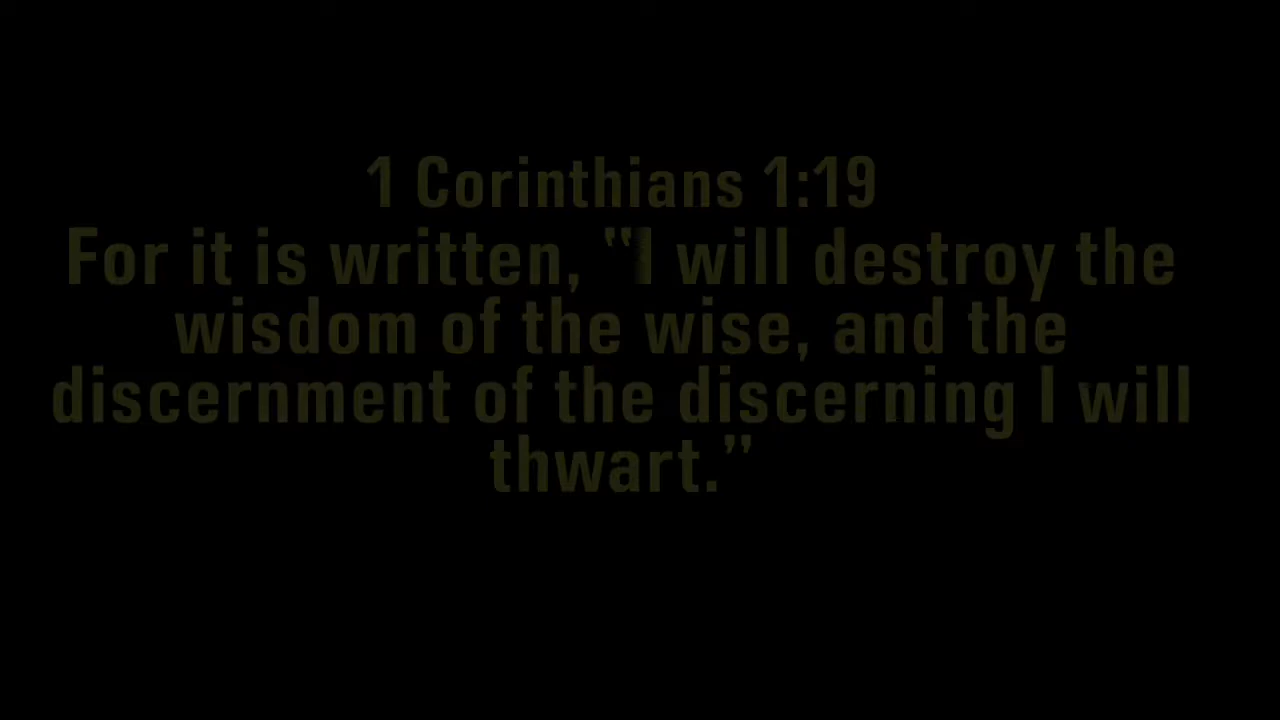 1 Corinthians 1:19
For it is written, “I will destroy the
wisdom of the wise, and the
discernment of the discerning I will
thwart.”